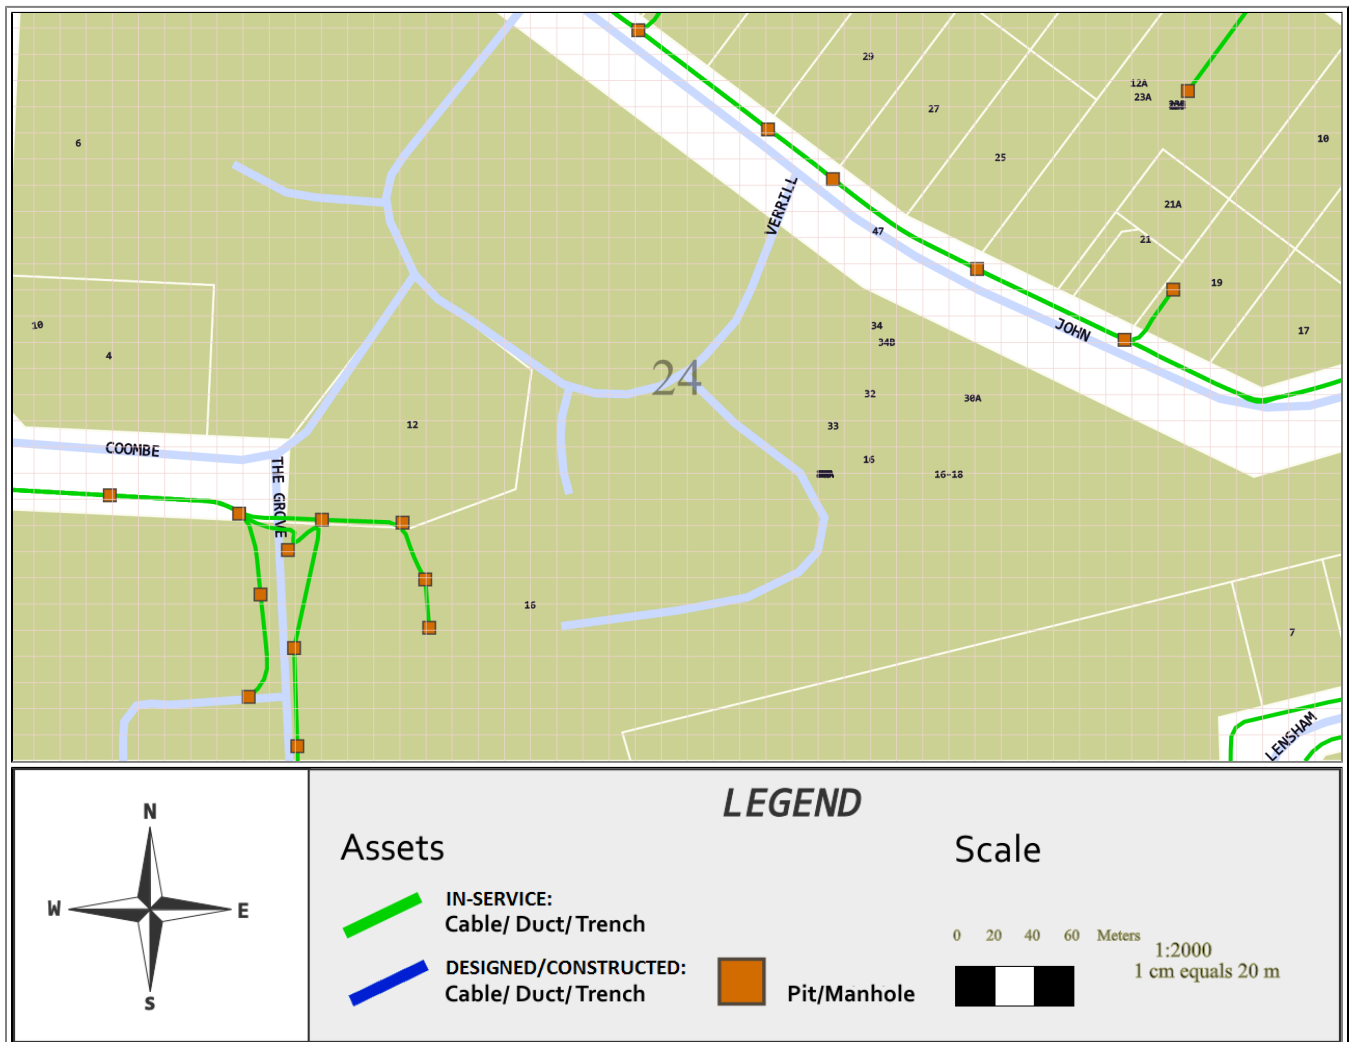 29
12A
23A
27
10
6
25
21A
VERRILL
47
21
19
10
34
JOHN
17
34B
4
24
32
30A
12
33
COOMBE
16
16-18
THE GROVE
16
7
LENSHAM
LEGEND
N
W
E
S
Assets
IN-SERVICE:
Cable/ Duct/ Trench
DESIGNED/CONSTRUCTED:
Cable/ Duct/ Trench
Pit/Manhole
Scale
0 20 40 60 Meters
1:2000
1 cm equals 20 m